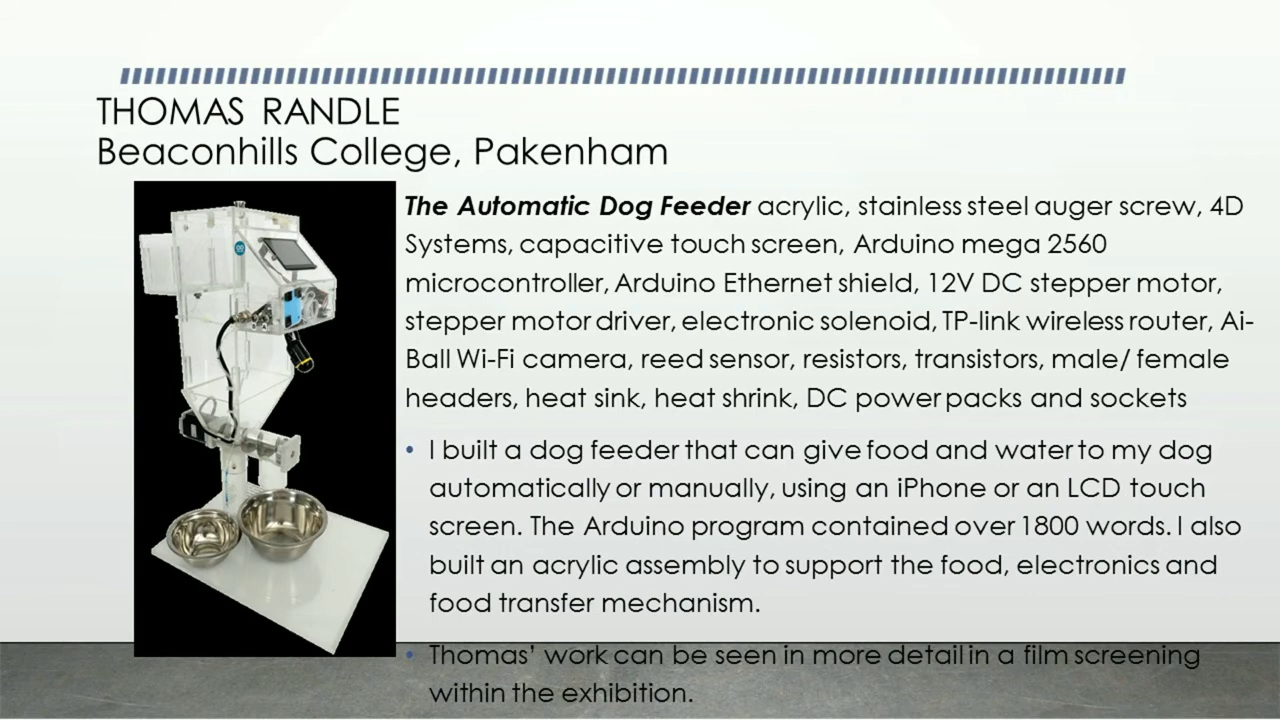 THOMAS RANDLE
Beaconhills College, Pakenham
The Automatic Dog Feeder acrylic, stainless steel auger screw, 4D
Systems, capacitive touch screen, Arduino mega 2560
microcontroller, Arduino Ethernet shield, 12V DC stepper motor,
stepper motor driver, electronic solenoid, TP-link wireless router, Ai-
Ball Wi-Fi camera, reed sensor, resistors, transistors, male/ female
headers, heat sink, heat shrink, DC power packs and sockets
• I built a dog feeder that can give food and water to my dog
automatically or manually, using an iPhone or an LCD touch
screen. The Arduino program contained over 1800 words. I also
built an acrylic assembly to support the food, electronics and
food transfer mechanism.
• Thomas’ work can be seen in more detail in a film screening
within the exhibition.